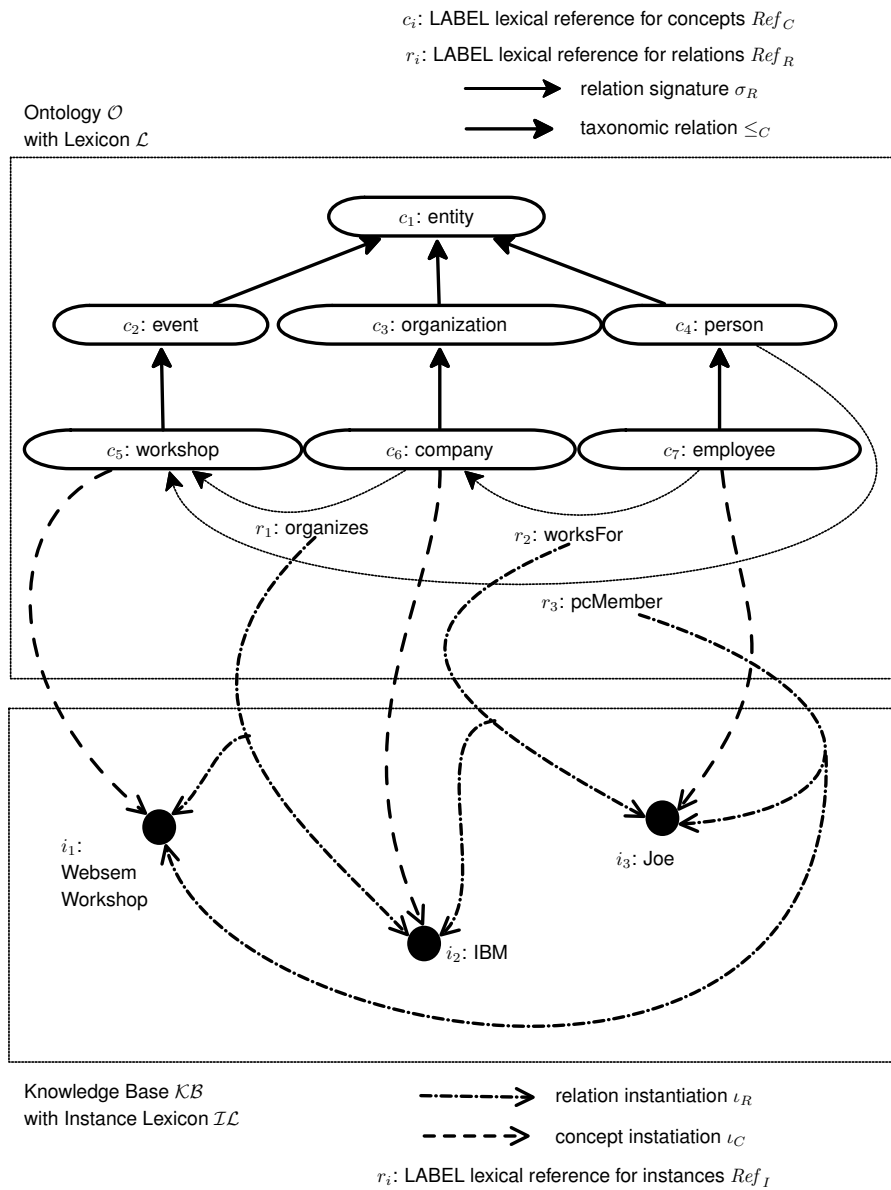 c_i: LABEL lexical reference for concepts Ref_C
r_i: LABEL lexical reference for relations Ref_R
relation signature σ_R
taxonomic relation ≤_C
Ontology 𝒪
with Lexicon ℒ
c_1: entity
c_2: event
c_3: organization
c_4: person
c_5: workshop
c_6: company
c_7: employee
r_1: organizes
r_2: worksFor
r_3: pcMember
i_1:
Websem
Workshop
i_3: Joe
i_2: IBM
Knowledge Base 𝒦ℬ
with Instance Lexicon ℐℒ
relation instantiation ι_R
concept instatiation ι_C
r_i: LABEL lexical reference for instances Ref_I